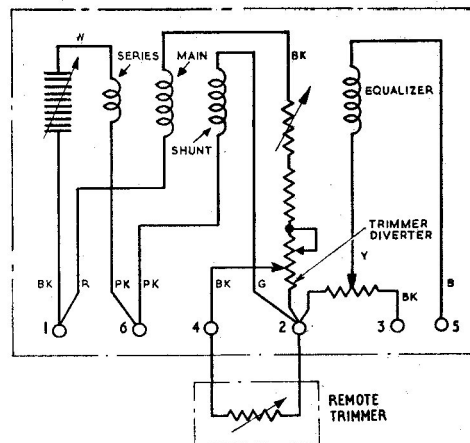 W
SERIES
MAIN
BK
EQUALIZER
SHUNT
TRIMMER
DIVERTER
Y
BK
R
PK
PK
BK
G
BK
B
1
6
4
2
3
5
REMOTE
TRIMMER